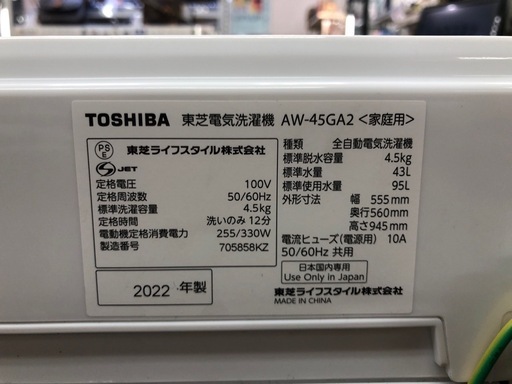 TOSHIBA 東芝電気洗濯機 AW-45GA2 <家庭用>
PS
E
東芝ライフスタイル株式会社
S JET
定格電圧 100V
定格周波数 50/60Hz
標準洗濯容量 4.5kg
定格時間 洗いのみ 12分
電動機定格消費電力 255/330W
製造番号 705858KZ
2022 年製
種類 全自動電気洗濯機
標準脱水容量 4.5kg
標準水量 43L
標準使用水量 95L
外形寸法 幅 555mm
奥行560mm
高さ945mm
電流ヒューズ(電源用) 10A
50/60Hz 共用
日本国内専用
Use Only in Japan
東芝ライフスタイル株式会社
MADE IN CHINA